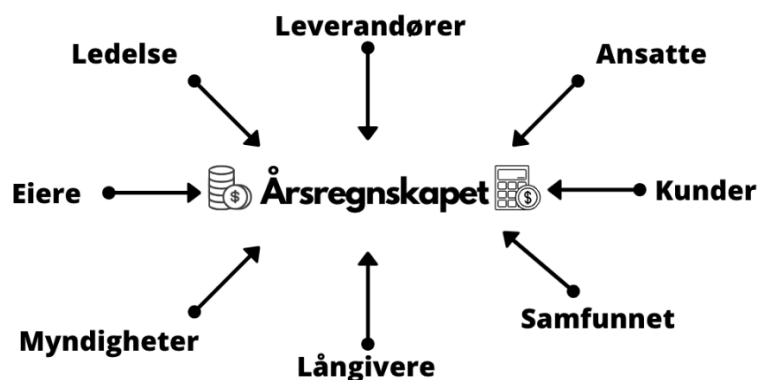 Leverandører
Ledelse
Ansatte
Eiere
$ Årsregnskapet $
Kunder
Myndigheter
Samfunnet
Långivere